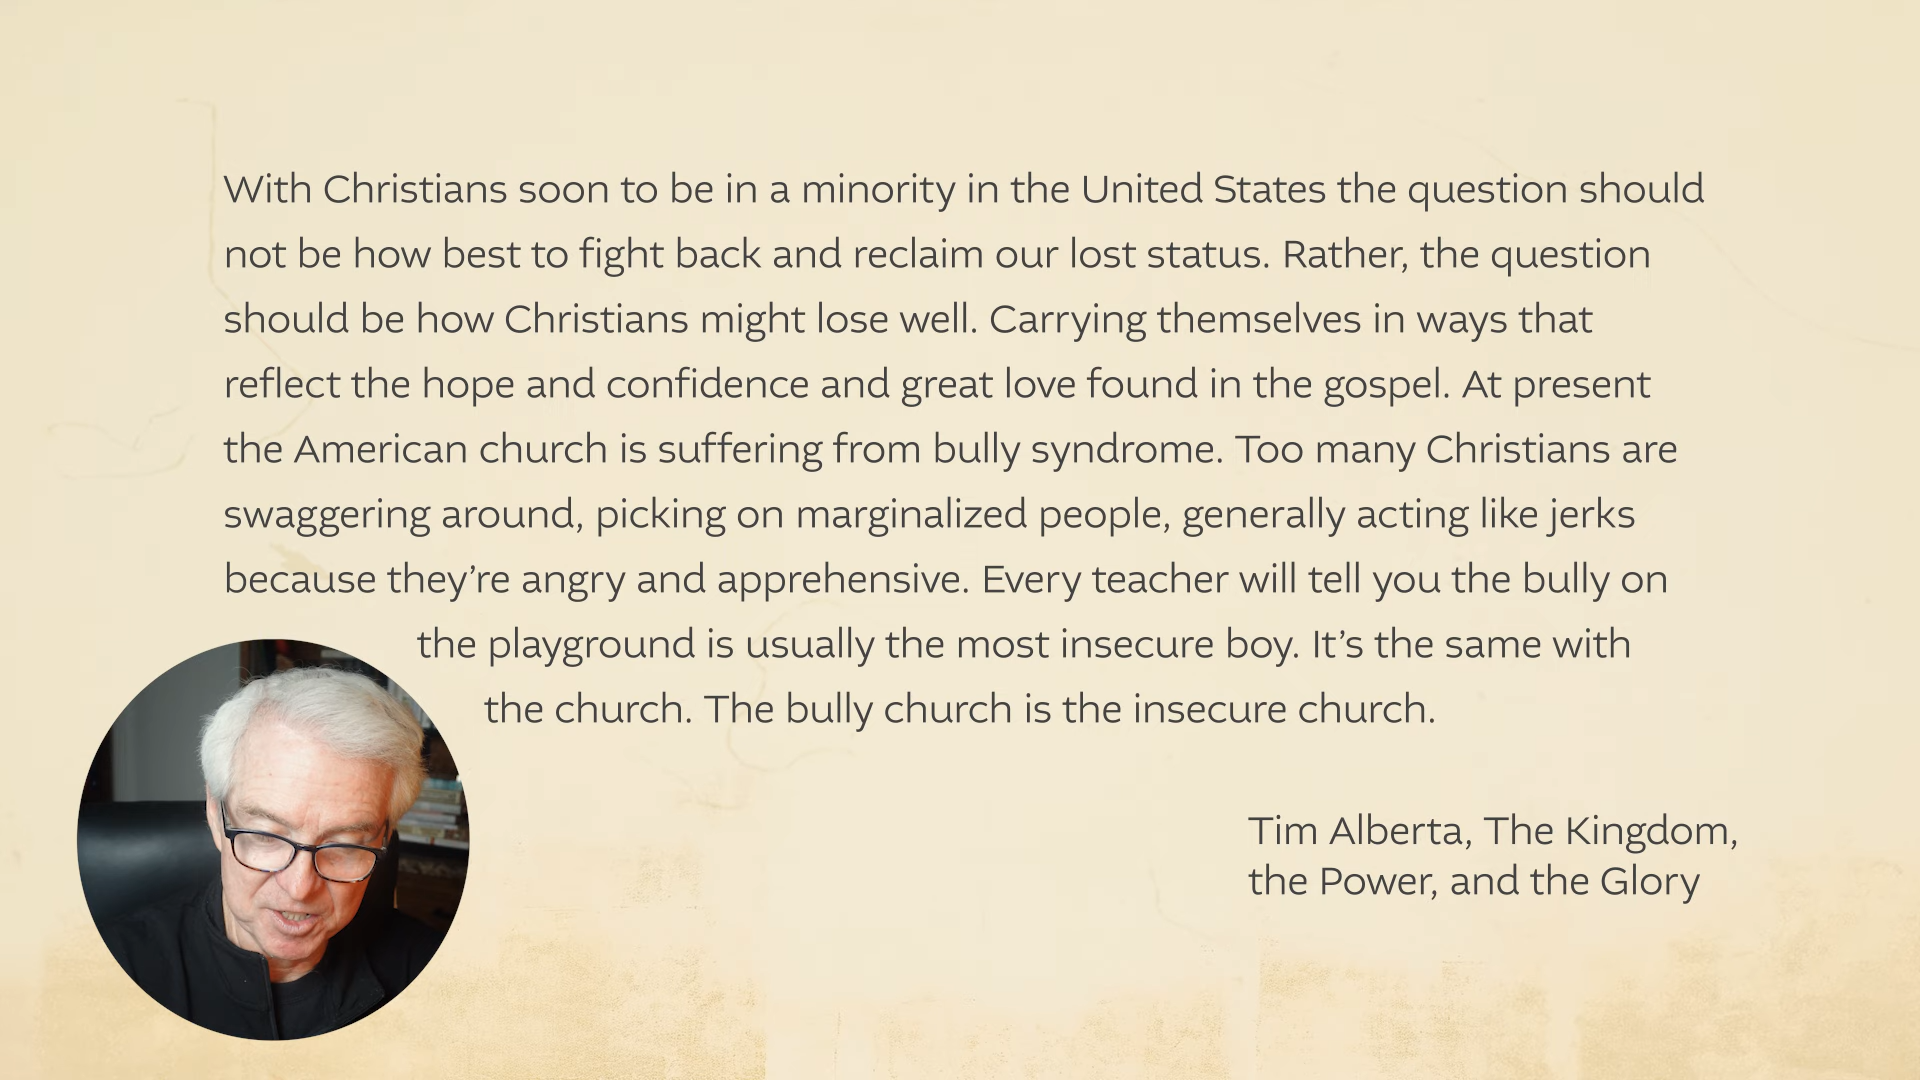 With Christians soon to be in a minority in the United States the question should
not be how best to fight back and reclaim our lost status. Rather, the question
should be how Christians might lose well. Carrying themselves in ways that
reflect the hope and confidence and great love found in the gospel. At present
the American church is suffering from bully syndrome. Too many Christians are
swaggering around, picking on marginalized people, generally acting like jerks
because they’re angry and apprehensive. Every teacher will tell you the bully on
the playground is usually the most insecure boy. It’s the same with
the church. The bully church is the insecure church.
Tim Alberta, The Kingdom,
the Power, and the Glory